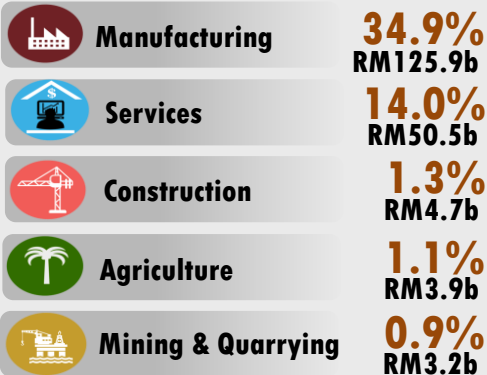 Manufacturing
34.9%
RM125.9b
$
Services
14.0%
RM50.5b
Construction
1.3%
RM4.7b
Agriculture
1.1%
RM3.9b
Mining & Quarrying
0.9%
RM3.2b